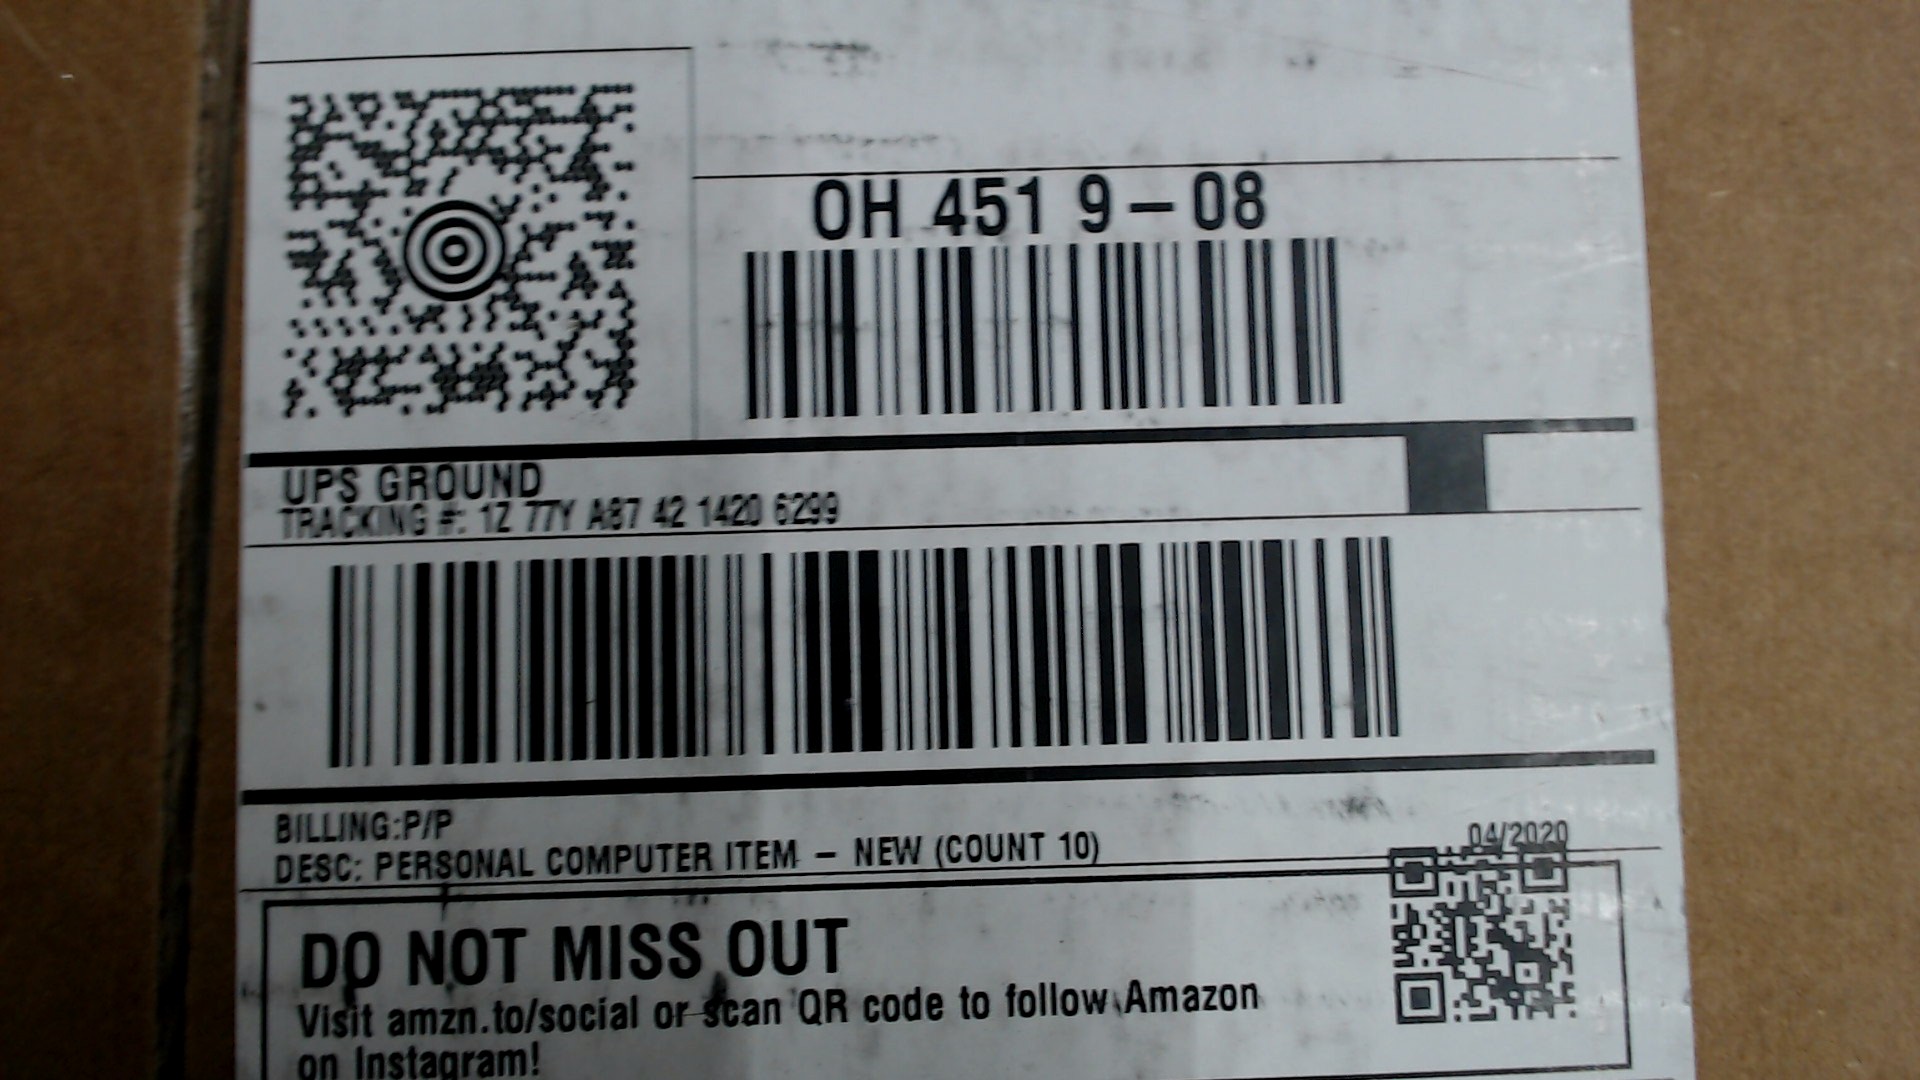 OH 451 9-08
UPS GROUND
TRACKING #: 1Z 77Y A87 42 1420 6299
BILLING:P/P
DESC: PERSONAL COMPUTER ITEM - NEW (COUNT 10)
04/2020
DO NOT MISS OUT
Visit amzn.to/social or scan QR code to follow Amazon
on Instagram!